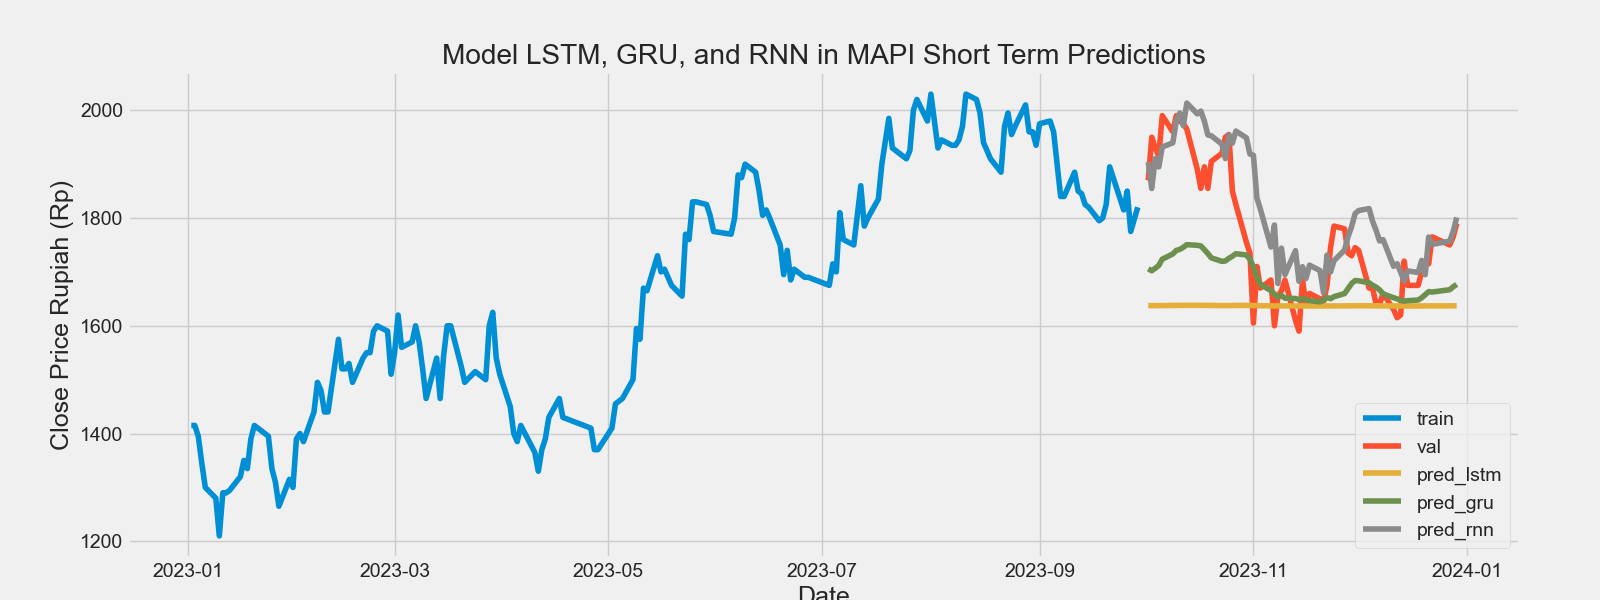 Model LSTM, GRU, and RNN in MAPI Short Term Predictions
Close Price Rupiah (Rp)
2000
1800
1600
1400
1200
train
val
pred_lstm
pred_gru
pred_rnn
2023-01
2023-03
2023-05
2023-07
2023-09
2023-11
2024-01
Date